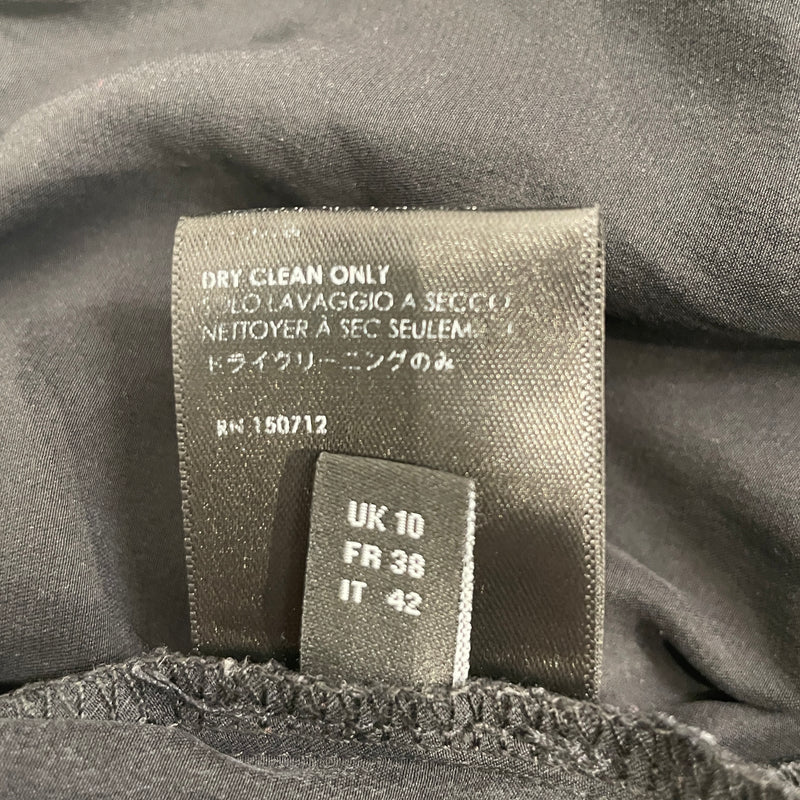 DRY CLEAN ONLY
SOLO LAVAGGIO A SECCO
NETTOYER À SEC SEULEMENT
ドライクリーニングのみ
RN 150712
UK 10
FR 38
IT 42